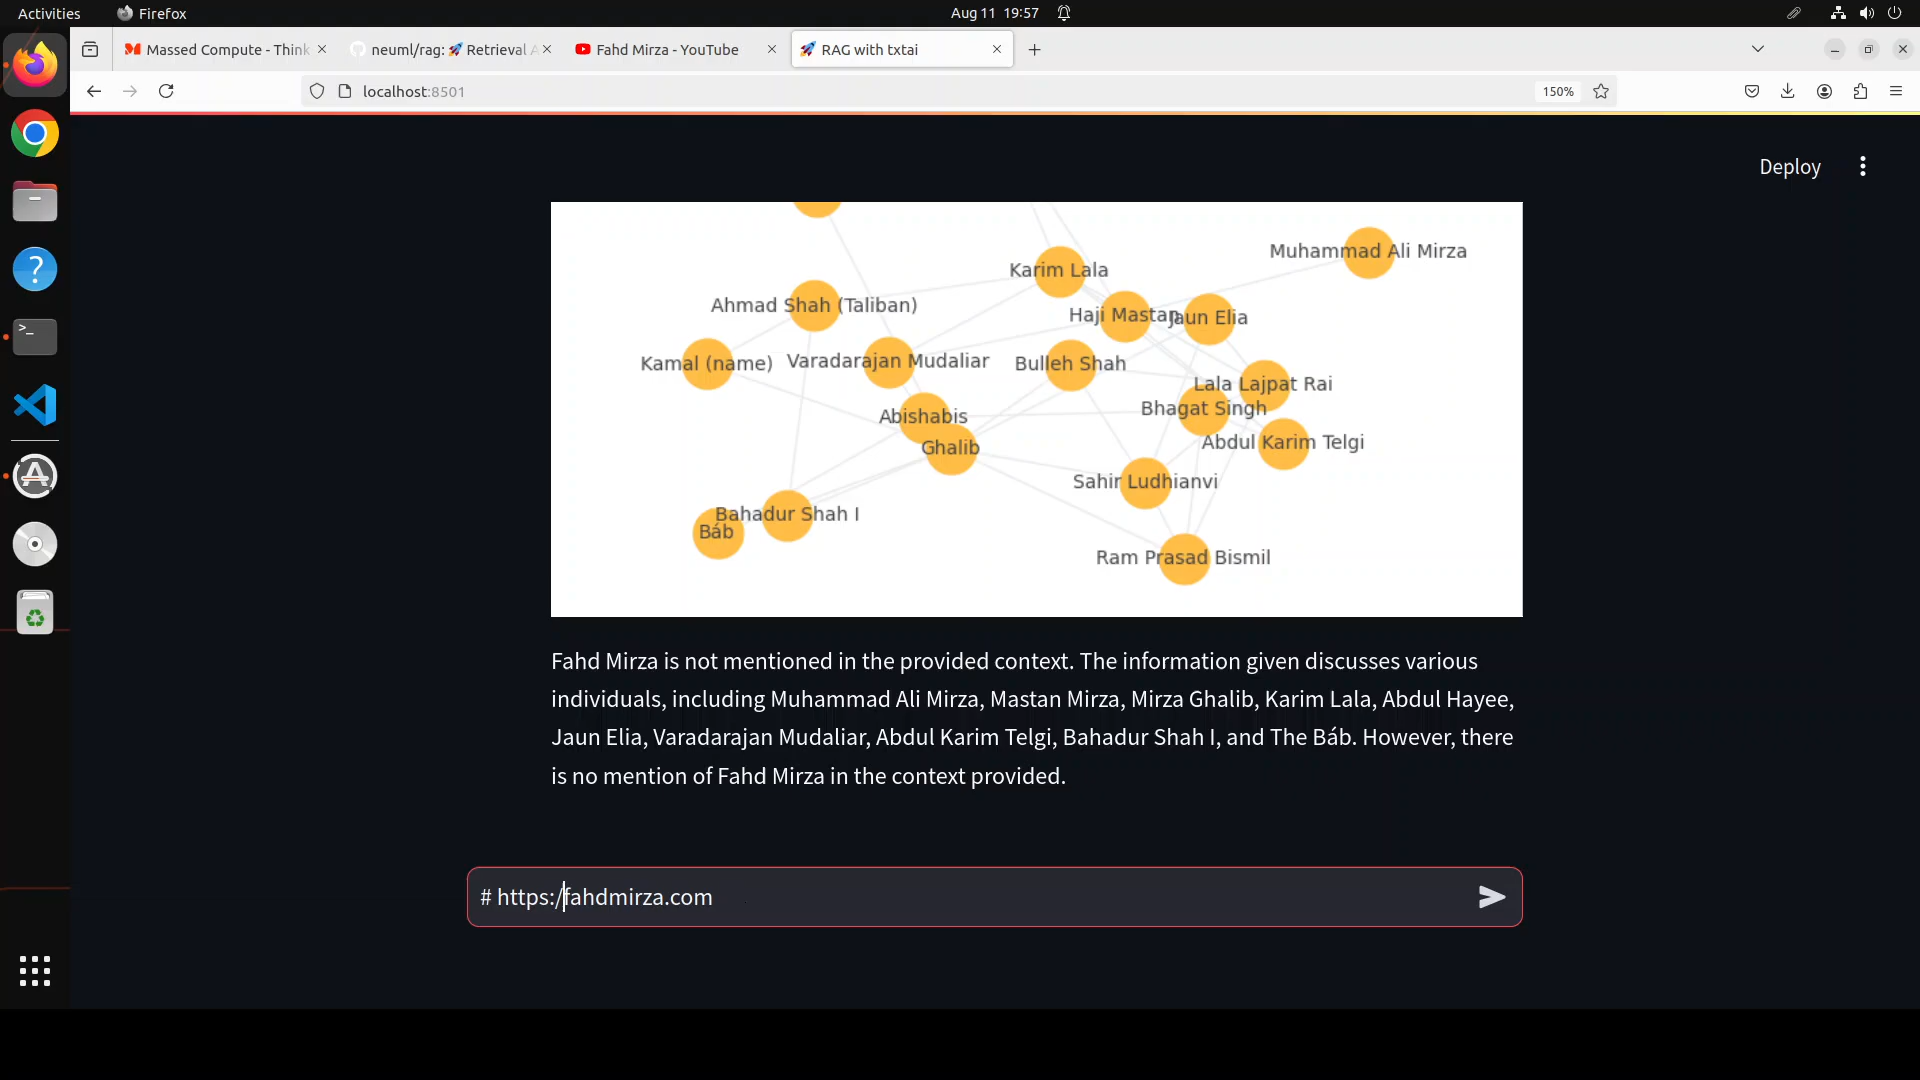 Activities
Firefox
Aug 11 19:57
Massed Compute - Think
neuml/rag: 🚀 Retrieval A
Fahd Mirza - YouTube
🚀 RAG with txtai
localhost:8501
150%
Deploy
Muhammad Ali Mirza
Karim Lala
Ahmad Shah (Taliban)
Haji Mastan
Jaun Elia
Kamal (name)
Varadarajan Mudaliar
Bulleh Shah
Lala Lajpat Rai
Abishabis
Bhagat Singh
Ghalib
Abdul Karim Telgi
Sahir Ludhianvi
Bahadur Shah I
Báb
Ram Prasad Bismil
Fahd Mirza is not mentioned in the provided context. The information given discusses various
individuals, including Muhammad Ali Mirza, Mastan Mirza, Mirza Ghalib, Karim Lala, Abdul Hayee,
Jaun Elia, Varadarajan Mudaliar, Abdul Karim Telgi, Bahadur Shah I, and The Báb. However, there
is no mention of Fahd Mirza in the context provided.
# https:/fahdmirza.com